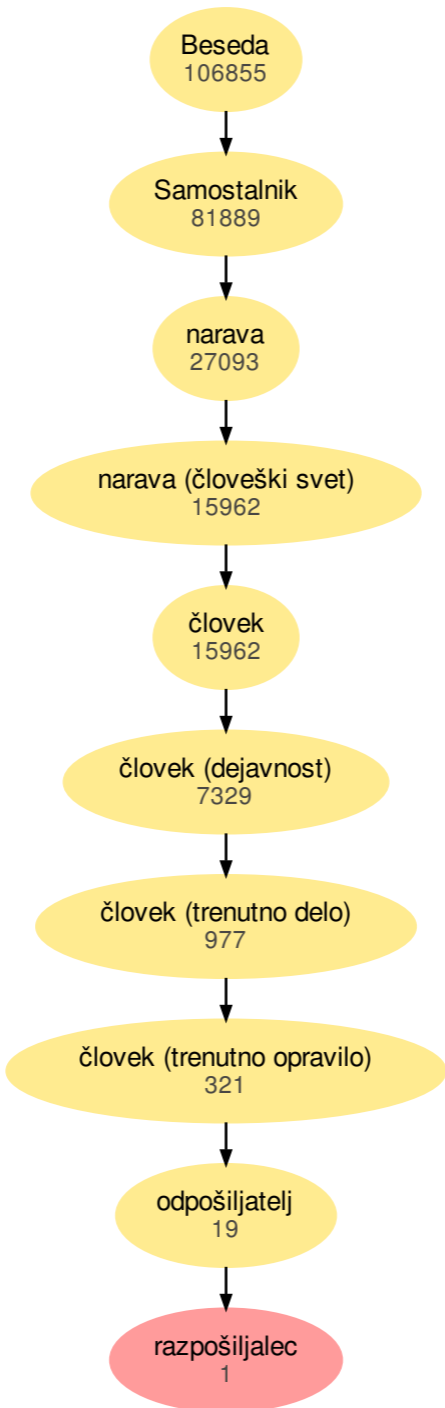 Beseda
106855
Samostalnik
81889
narava
27093
narava (človeški svet)
15962
človek
15962
človek (dejavnost)
7329
človek (trenutno delo)
977
človek (trenutno opravilo)
321
odpošiljatelj
19
razpošiljalec
1